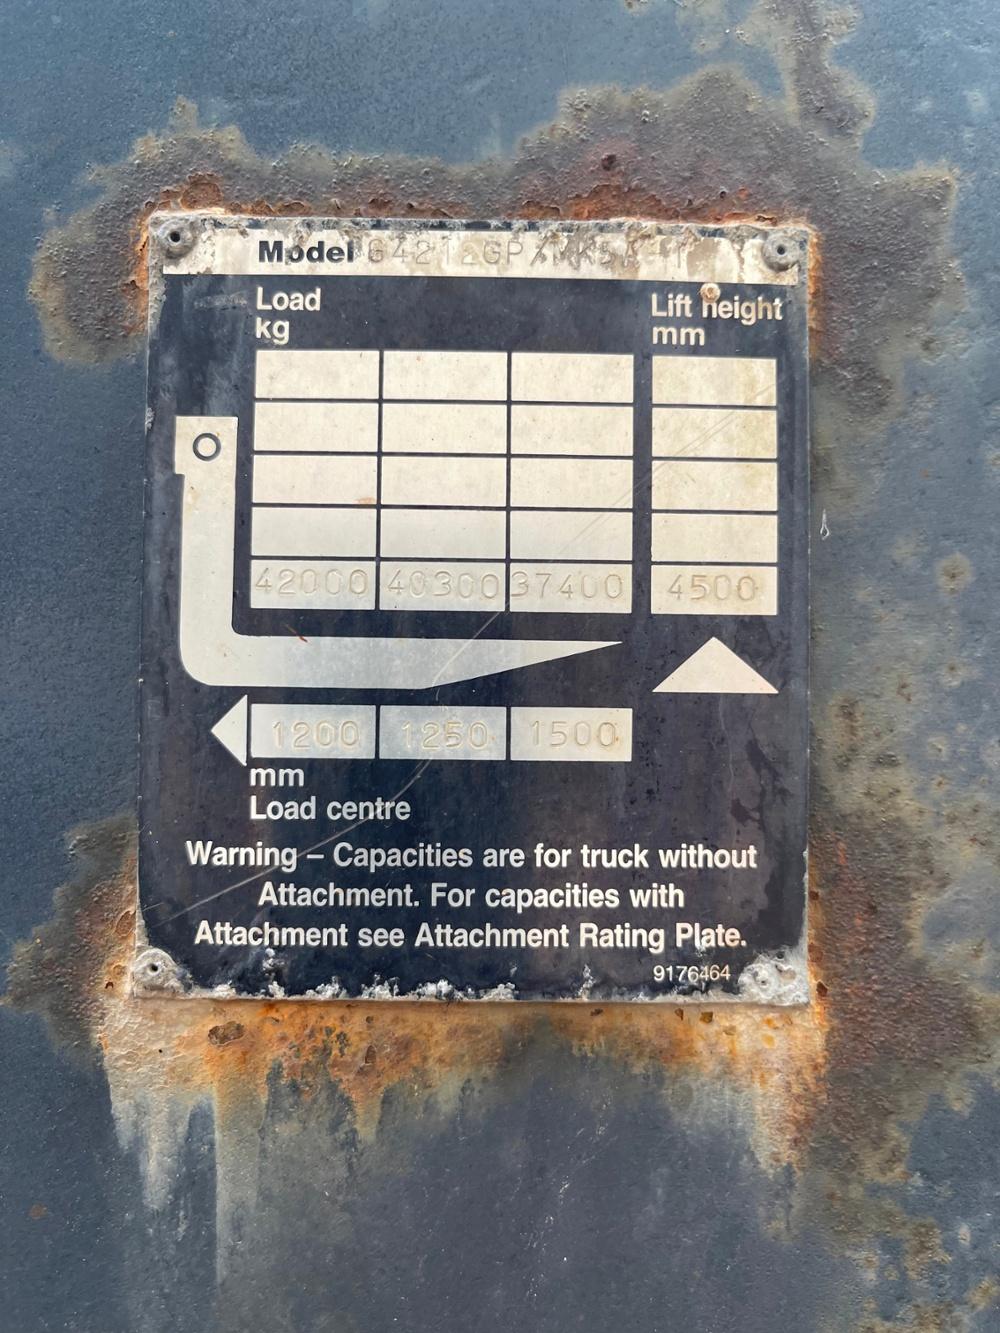 Model
Load
kg
Lift height
mm
42000 40300 37400 4500
1200 1250 1500
mm
Load centre
Warning – Capacities are for truck without
Attachment. For capacities with
Attachment see Attachment Rating Plate.
9176464